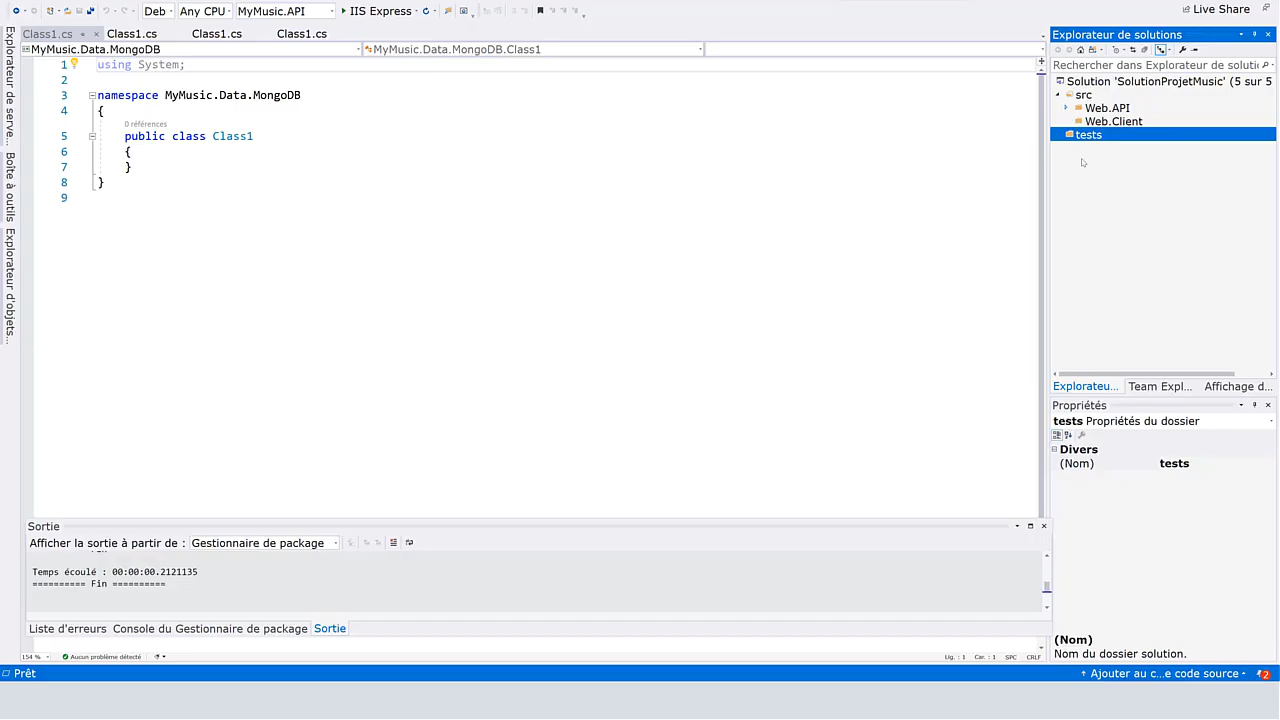 Deb Any CPU MyMusic.API IIS Express Live Share
Class1.cs Class1.cs Class1.cs Class1.cs
MyMusic.Data.MongoDB MyMusic.Data.MongoDB.Class1
1 using System;
2
3 namespace MyMusic.Data.MongoDB
4 {
0 références
5 public class Class1
6 {
7 }
8 }
9
Explorateur de serve...
Boîte à outils
Explorateur d'objets...
Explorateur de solutions
Rechercher dans Explorateur de solutic
Solution 'SolutionProjetMusic' (5 sur 5
src
Web.API
Web.Client
tests
Explorateu... Team Expl... Affichage d...
Propriétés
tests Propriétés du dossier
Divers
(Nom) tests
(Nom)
Nom du dossier solution.
Sortie
Afficher la sortie à partir de : Gestionnaire de package
Temps écoulé : 00:00:00.2121135
========== Fin ==========
Liste d'erreurs Console du Gestionnaire de package Sortie
154 % Aucun problème détecté Lig. : 1 Car. : 1 SPC CRLF
Prêt Ajouter au c...e code source 2